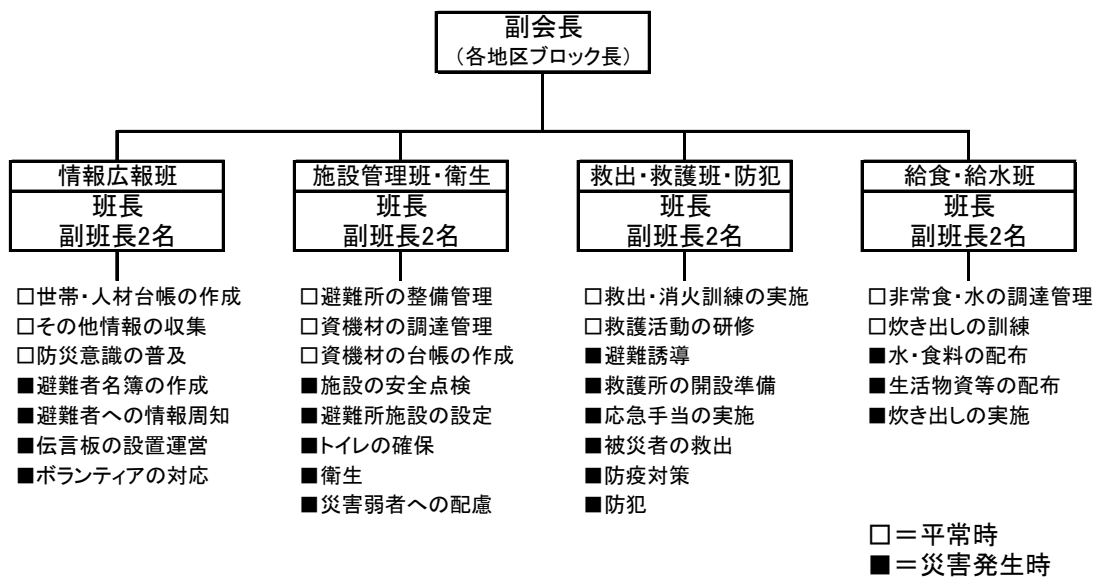 副会長
(各地区ブロック長)
情報広報班
班長
副班長2名
□世帯・人材台帳の作成
□その他情報の収集
□防災意識の普及
■避難者名簿の作成
■避難者への情報周知
■伝言板の設置運営
■ボランティアの対応
施設管理班・衛生
班長
副班長2名
□避難所の整備管理
□資機材の調達管理
□資機材の台帳の作成
■施設の安全点検
■避難所施設の設定
■トイレの確保
■衛生
■災害弱者への配慮
救出・救護班・防犯
班長
副班長2名
□救出・消火訓練の実施
□救護活動の研修
■避難誘導
■救護所の開設準備
■応急手当の実施
■被災者の救出
■防疫対策
■防犯
給食・給水班
班長
副班長2名
□非常食・水の調達管理
□炊き出しの訓練
■水・食料の配布
■生活物資等の配布
■炊き出しの実施
□＝平常時
■＝災害発生時